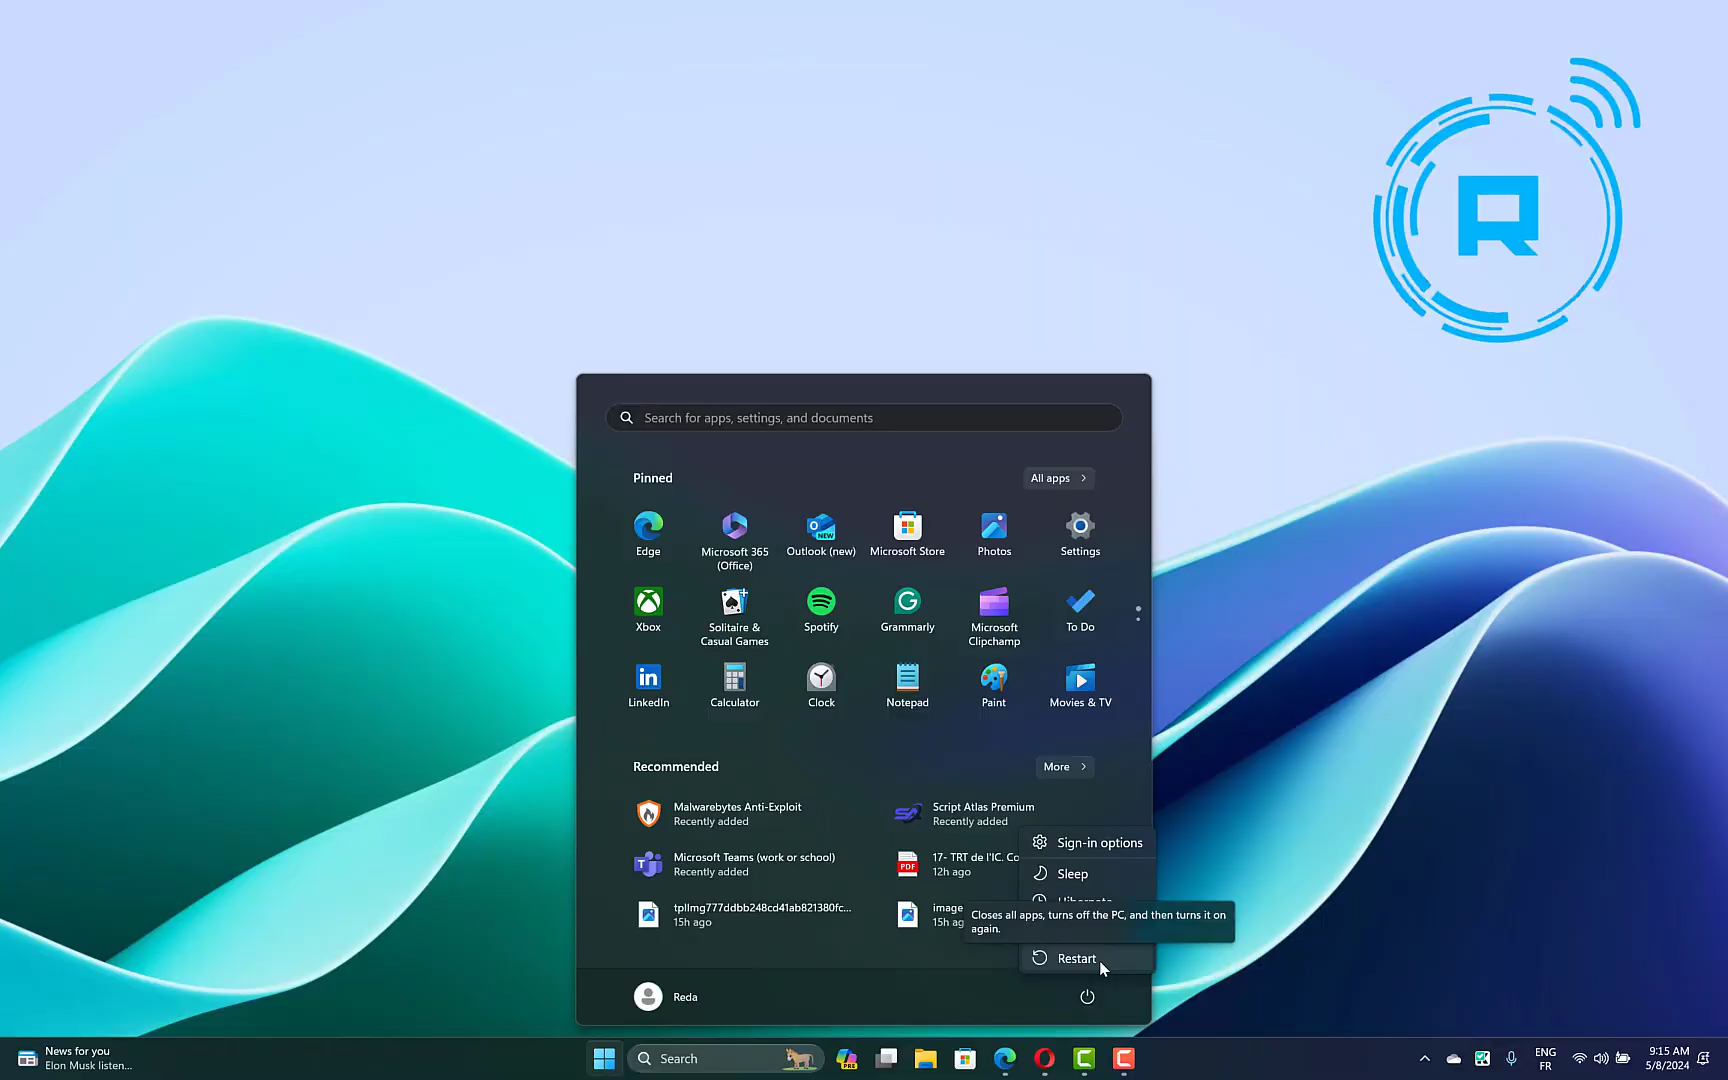 R
Search for apps, settings, and documents
Pinned
All apps
Edge
Microsoft 365
(Office)
Outlook (new)
Microsoft Store
Photos
Settings
Xbox
Solitaire &
Casual Games
Spotify
Grammarly
Microsoft
Clipchamp
To Do
LinkedIn
Calculator
Clock
Notepad
Paint
Movies & TV
Recommended
More
Malwarebytes Anti-Exploit
Recently added
Script Atlas Premium
Recently added
Microsoft Teams (work or school)
Recently added
17- TRT de l'IC. Co
12h ago
tplImg777ddbb248cd41ab821380fc...
15h ago
image
15h ag
Sign-in options
Sleep
Hibernate
Closes all apps, turns off the PC, and then turns it on
again.
Restart
Reda
News for you
Elon Musk listen...
Search
ENG
FR
9:15 AM
5/8/2024